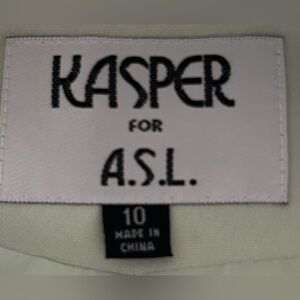 KASPER
FOR
A.S.L.
10
MADE IN
CHINA